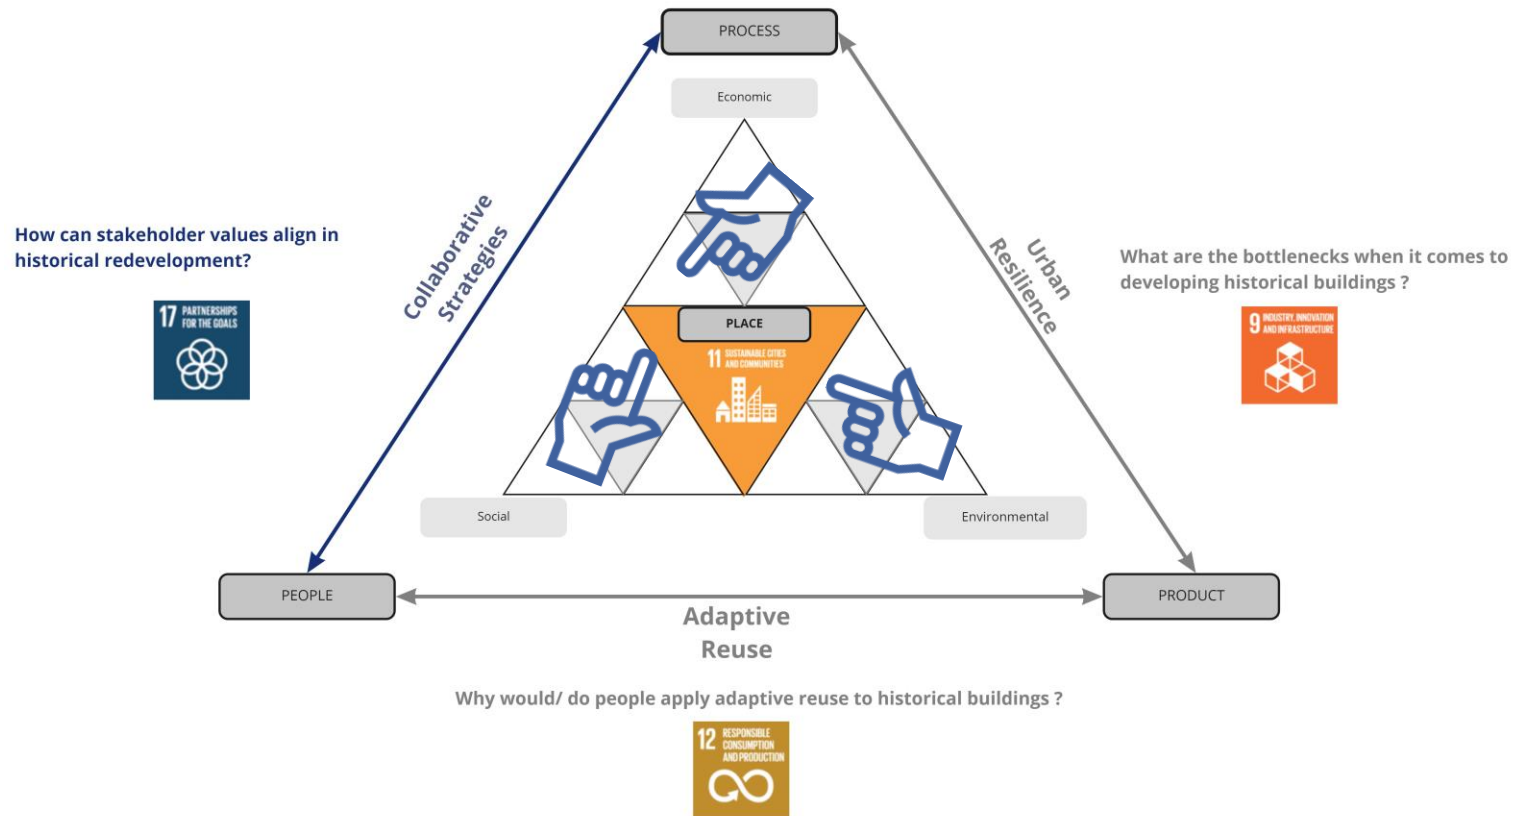 PROCESS
Economic
Collaborative
Strategies
Urban
Resilience
How can stakeholder values align in
historical redevelopment?
17 PARTNERSHIPS
FOR THE GOALS
What are the bottlenecks when it comes to
developing historical buildings ?
9 INDUSTRY, INNOVATION
AND INFRASTRUCTURE
PLACE
11 SUSTAINABLE CITIES
AND COMMUNITIES
Social
Environmental
PEOPLE
PRODUCT
Adaptive
Reuse
Why would/ do people apply adaptive reuse to historical buildings ?
12 RESPONSIBLE
CONSUMPTION
AND PRODUCTION